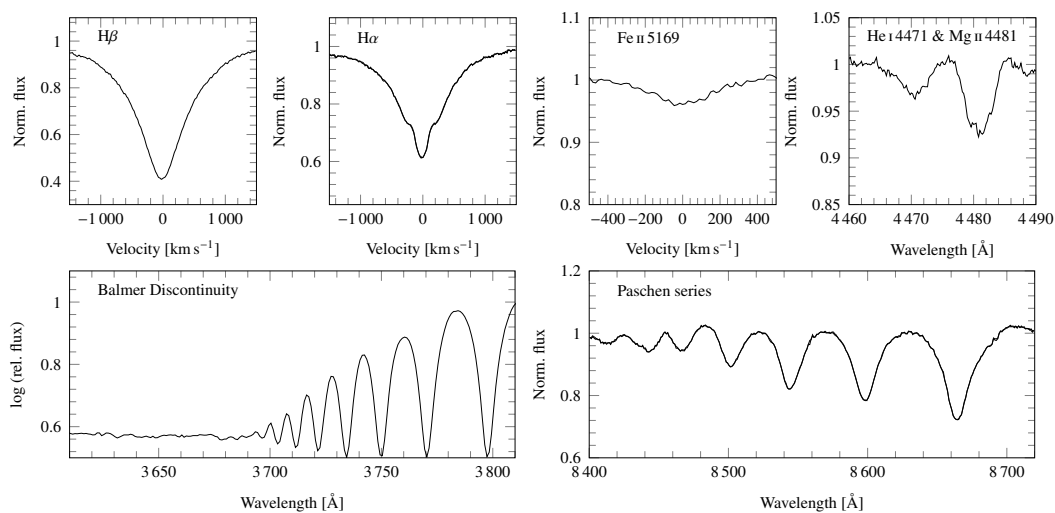 Hβ
Norm. flux
1
0.8
0.6
0.4
−1 000
0
1 000
Velocity [km s⁻¹]
Hα
Norm. flux
1
0.8
0.6
−1 000
0
1 000
Velocity [km s⁻¹]
Fe II 5169
Norm. flux
1.1
1
0.9
0.8
−400
−200
0
200
400
Velocity [km s⁻¹]
He I 4471 & Mg II 4481
Norm. flux
1.05
1
0.95
0.9
0.85
4 460
4 470
4 480
4 490
Wavelength [Å]
Balmer Discontinuity
log (rel. flux)
1
0.8
0.6
3 650
3 700
3 750
3 800
Wavelength [Å]
Paschen series
Norm. flux
1.2
1
0.8
0.6
8 400
8 500
8 600
8 700
Wavelength [Å]